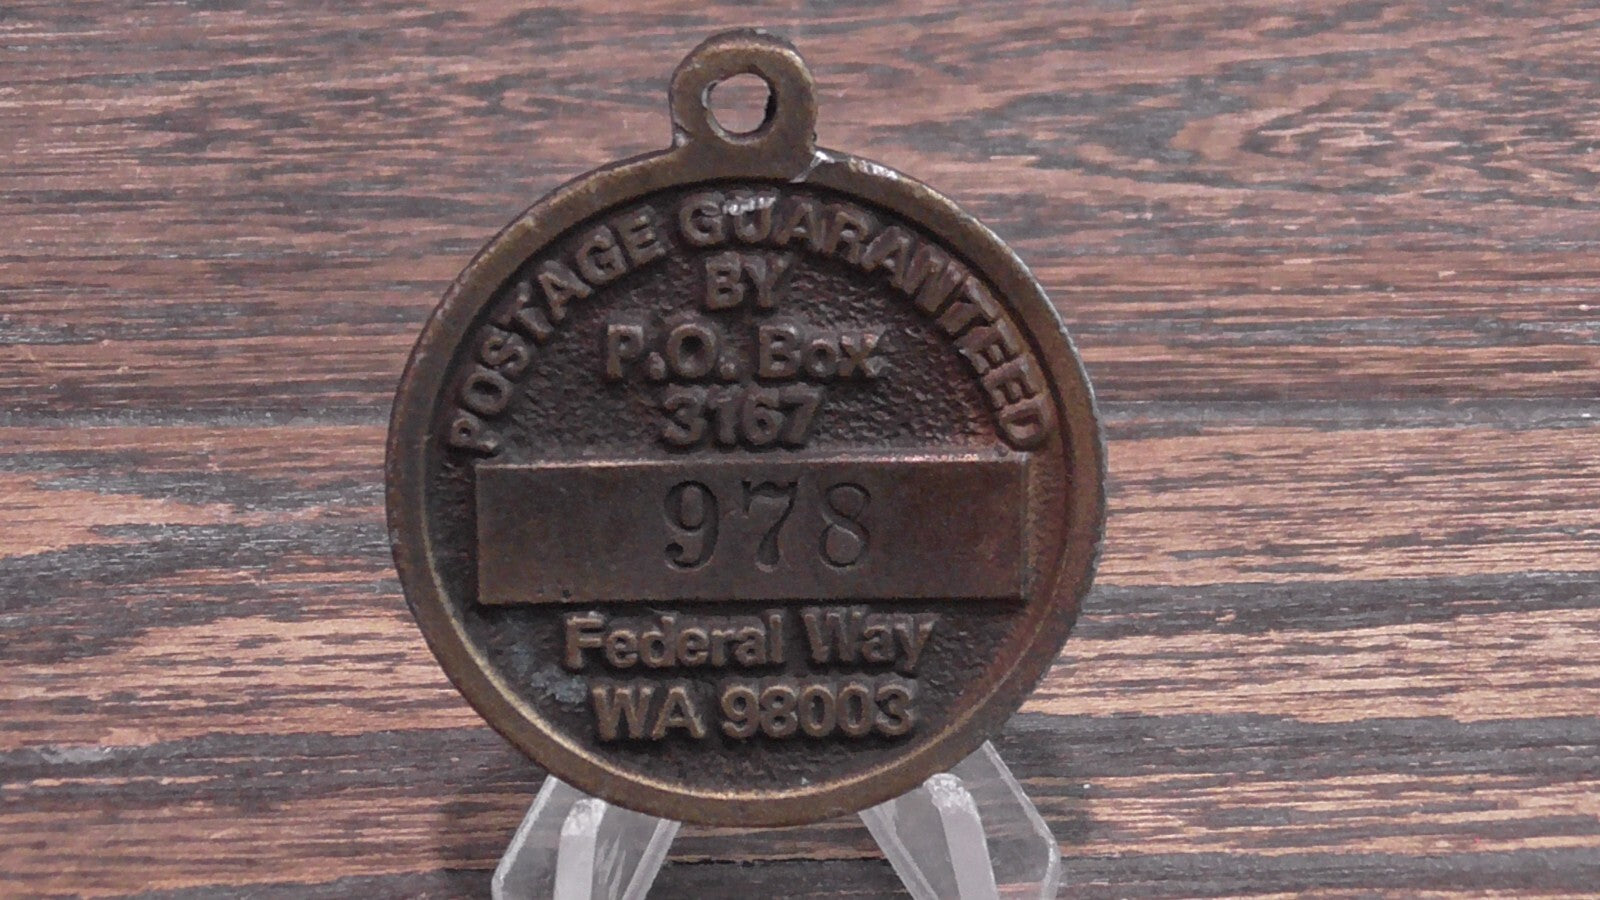 POSTAGE GUARANTEED
BY
P.O. Box
3167
978
Federal Way
WA 98003